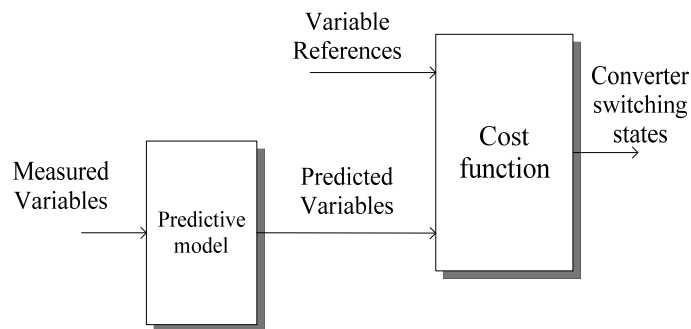 Variable
References
Converter
switching
states
Cost
function
Measured
Variables
Predicted
Variables
Predictive
model